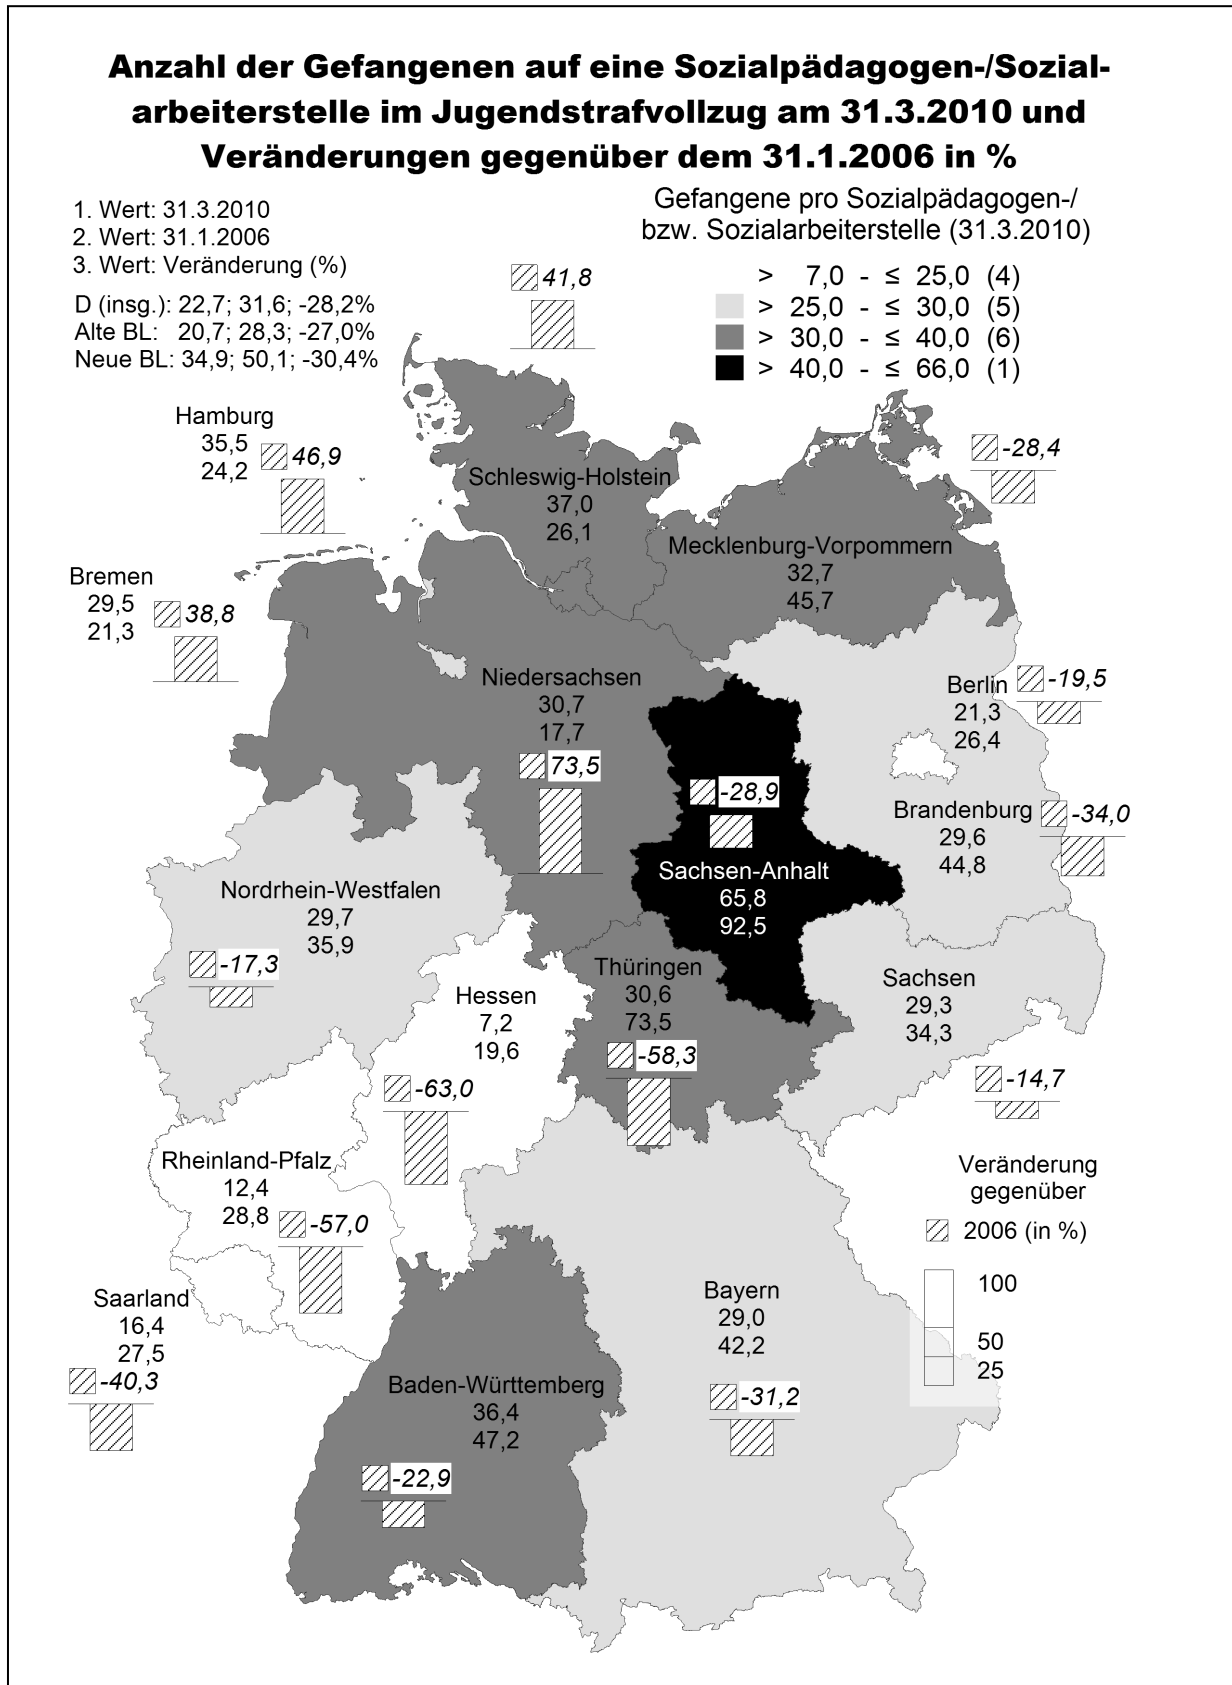 Anzahl der Gefangenen auf eine Sozialpädagogen-/Sozial-
arbeiterstelle im Jugendstrafvollzug am 31.3.2010 und
Veränderungen gegenüber dem 31.1.2006 in %
1. Wert: 31.3.2010
2. Wert: 31.1.2006
3. Wert: Veränderung (%)
D (insg.): 22,7; 31,6; -28,2%
Alte BL: 20,7; 28,3; -27,0%
Neue BL: 34,9; 50,1; -30,4%
Gefangene pro Sozialpädagogen-/
bzw. Sozialarbeiterstelle (31.3.2010)
> 7,0 - ≤ 25,0 (4)
> 25,0 - ≤ 30,0 (5)
> 30,0 - ≤ 40,0 (6)
> 40,0 - ≤ 66,0 (1)
41,8
Schleswig-Holstein
37,0
26,1
Hamburg
35,5
24,2
46,9
-28,4
Mecklenburg-Vorpommern
32,7
45,7
Bremen
29,5
21,3
38,8
Niedersachsen
30,7
17,7
73,5
Berlin
21,3
26,4
-19,5
-28,9
Sachsen-Anhalt
65,8
92,5
Brandenburg
29,6
44,8
-34,0
Nordrhein-Westfalen
29,7
35,9
-17,3
Hessen
7,2
19,6
-63,0
Thüringen
30,6
73,5
-58,3
Sachsen
29,3
34,3
-14,7
Rheinland-Pfalz
12,4
28,8
-57,0
Saarland
16,4
27,5
-40,3
Baden-Württemberg
36,4
47,2
-22,9
Bayern
29,0
42,2
-31,2
Veränderung
gegenüber
2006 (in %)
100
50
25